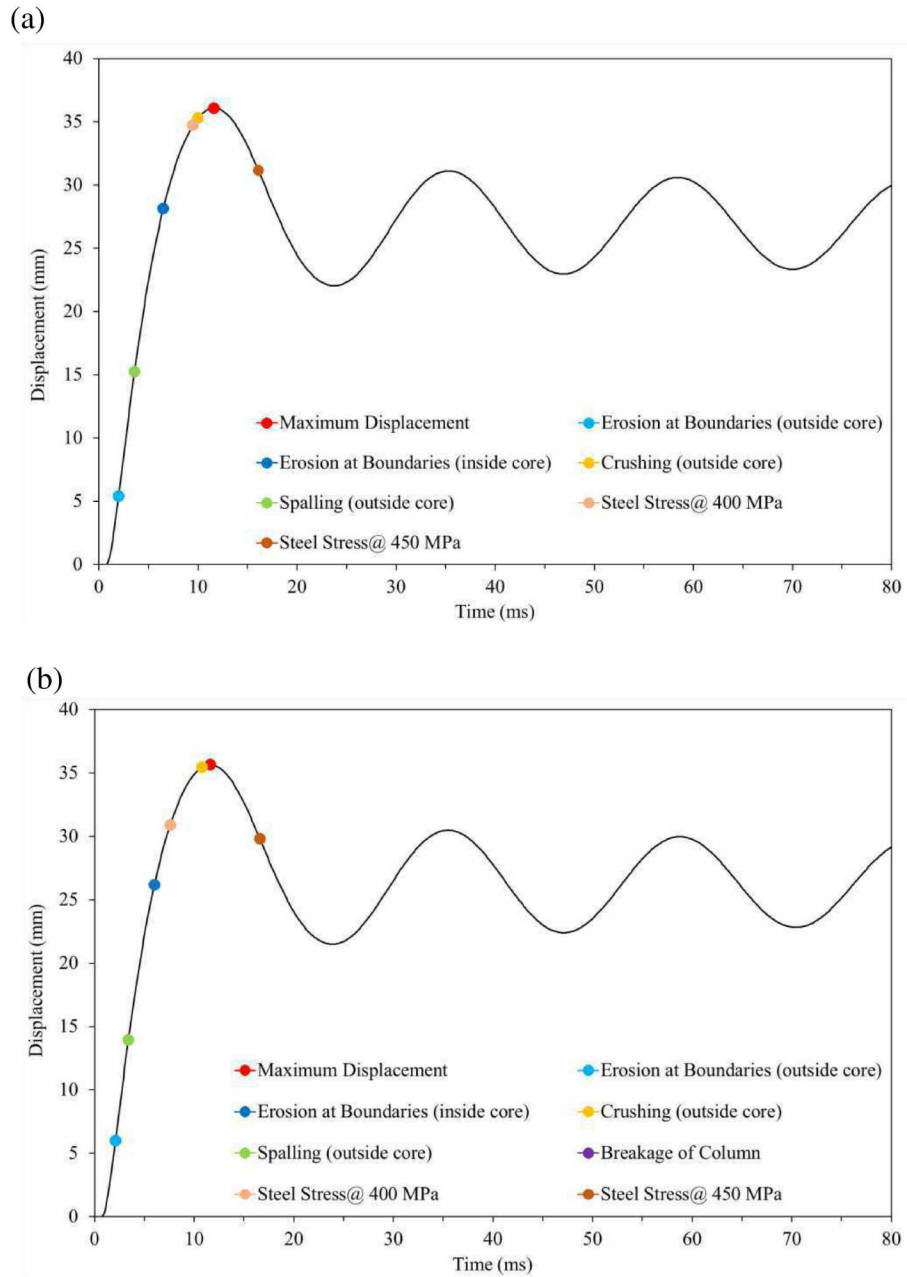 (a)
40
35
30
25
20
15
10
5
0
Displacement (mm)
Maximum Displacement
Erosion at Boundaries (outside core)
Erosion at Boundaries (inside core)
Crushing (outside core)
Spalling (outside core)
Steel Stress@ 400 MPa
Steel Stress@ 450 MPa
0 10 20 30 40 50 60 70 80
Time (ms)
(b)
40
35
30
25
20
15
10
5
0
Displacement (mm)
Maximum Displacement
Erosion at Boundaries (outside core)
Erosion at Boundaries (inside core)
Crushing (outside core)
Spalling (outside core)
Breakage of Column
Steel Stress@ 400 MPa
Steel Stress@ 450 MPa
0 10 20 30 40 50 60 70 80
Time (ms)